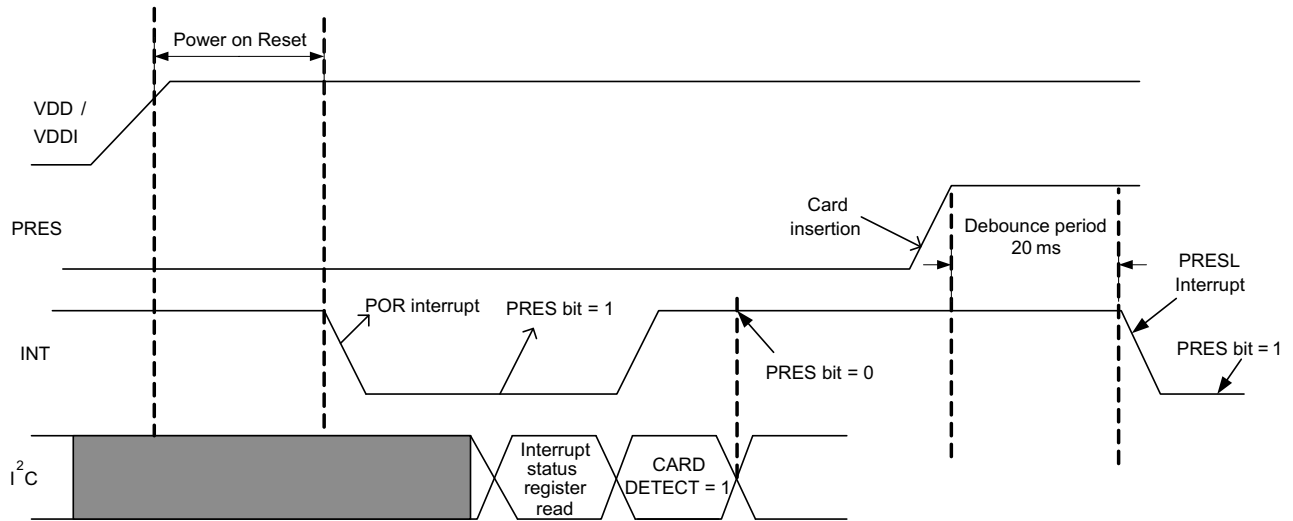 Power on Reset
VDD /
VDDI
PRES
Card
insertion
Debounce period
20 ms
PRESL
Interrupt
POR interrupt
PRES bit = 1
INT
PRES bit = 0
PRES bit = 1
I2C
Interrupt
status
register
read
CARD
DETECT = 1